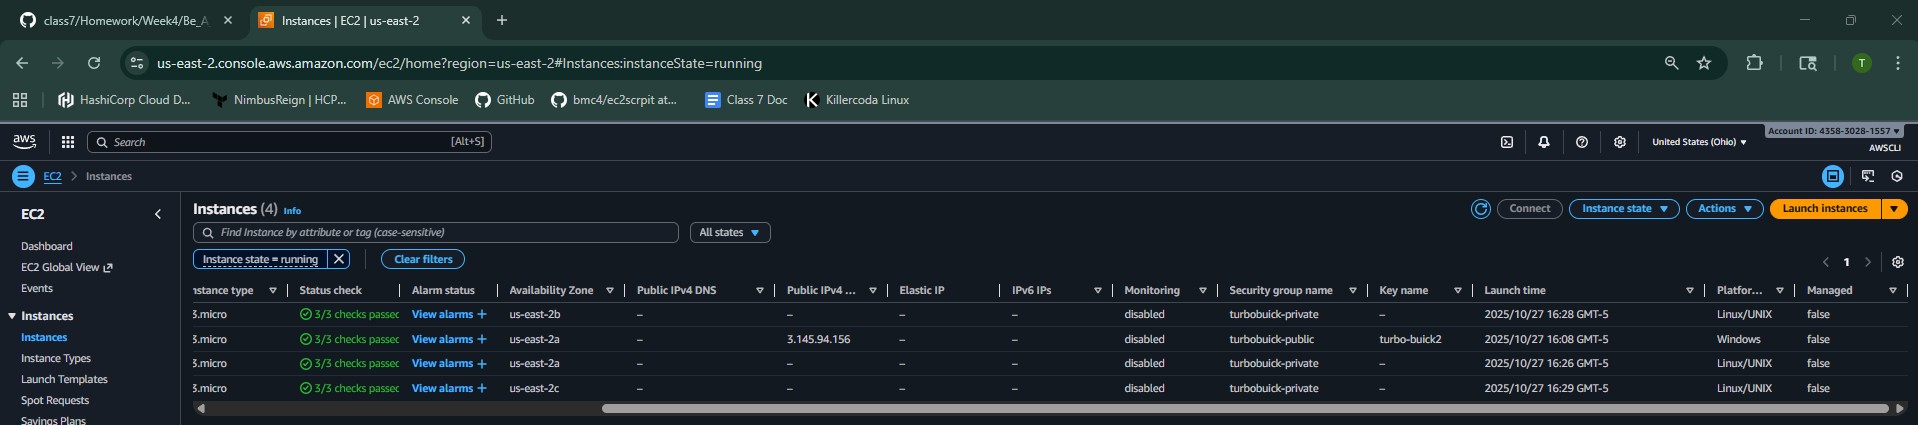 class7/Homework/Week4/Be_A
Instances | EC2 | us-east-2
us-east-2.console.aws.amazon.com/ec2/home?region=us-east-2#Instances:instanceState=running
T
HashiCorp Cloud D...
NimbusReign | HCP...
AWS Console
GitHub
bmc4/ec2scrpit at...
Class 7 Doc
Killercoda Linux
aws
Search
[Alt+S]
United States (Ohio)
Account ID: 4358-3028-1557
AWSCLI
EC2 > Instances
EC2
Dashboard
EC2 Global View
Events
Instances
Instances
Instance Types
Launch Templates
Spot Requests
Savings Plans
Instances (4) Info
Connect
Instance state
Actions
Launch instances
Find Instance by attribute or tag (case-sensitive)
All states
Instance state = running
Clear filters
1
nstance type Status check Alarm status Availability Zone Public IPv4 DNS Public IPv4 ... Elastic IP IPv6 IPs Monitoring Security group name Key name Launch time Platfor... Managed
3.micro 3/3 checks passec View alarms + us-east-2b – – – – disabled turbobuick-private – 2025/10/27 16:28 GMT-5 Linux/UNIX false
3.micro 3/3 checks passec View alarms + us-east-2a – 3.145.94.156 – – disabled turbobuick-public turbo-buick2 2025/10/27 16:08 GMT-5 Windows false
3.micro 3/3 checks passec View alarms + us-east-2a – – – – disabled turbobuick-private – 2025/10/27 16:26 GMT-5 Linux/UNIX false
3.micro 3/3 checks passec View alarms + us-east-2c – – – – disabled turbobuick-private – 2025/10/27 16:29 GMT-5 Linux/UNIX false